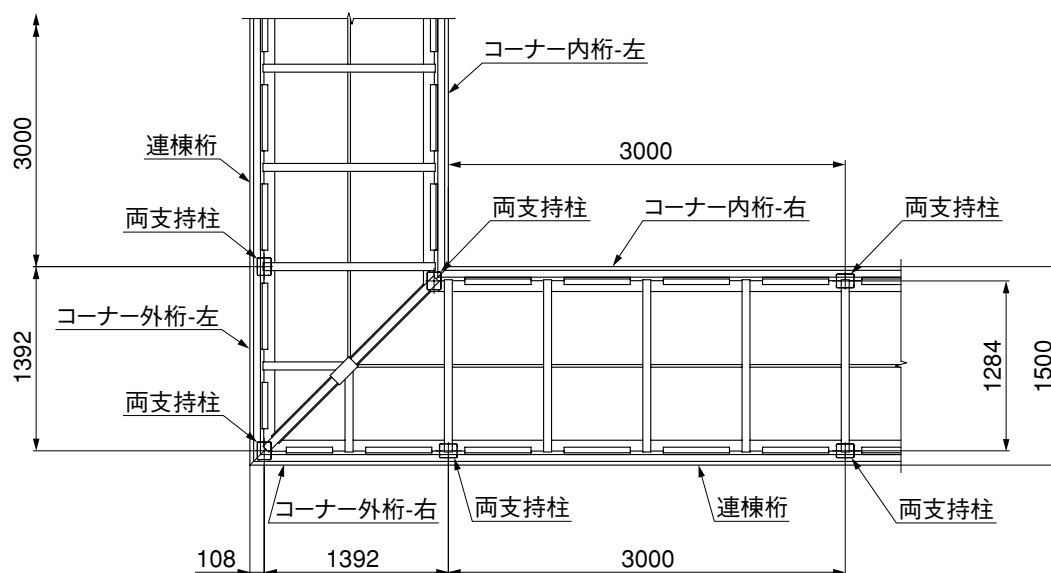 コーナー内桁-左
3000
連棟桁
3000
両支持柱
両支持柱
コーナー内桁-右
両支持柱
コーナー外桁-左
1392
1284
1500
両支持柱
コーナー外桁-右
両支持柱
連棟桁
両支持柱
108
1392
3000